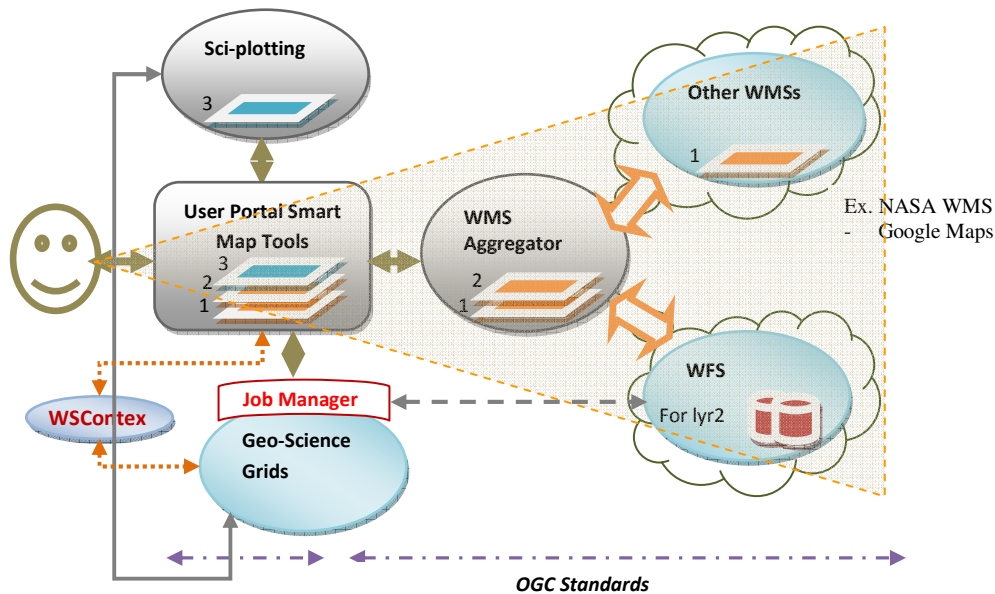 Sci-plotting
3
Other WMSs
1
Ex. NASA WMS
- Google Maps
User Portal Smart
Map Tools
3
2
1
WMS
Aggregator
2
1
WFS
For lyr2
Job Manager
WSContex
Geo-Science
Grids
OGC Standards